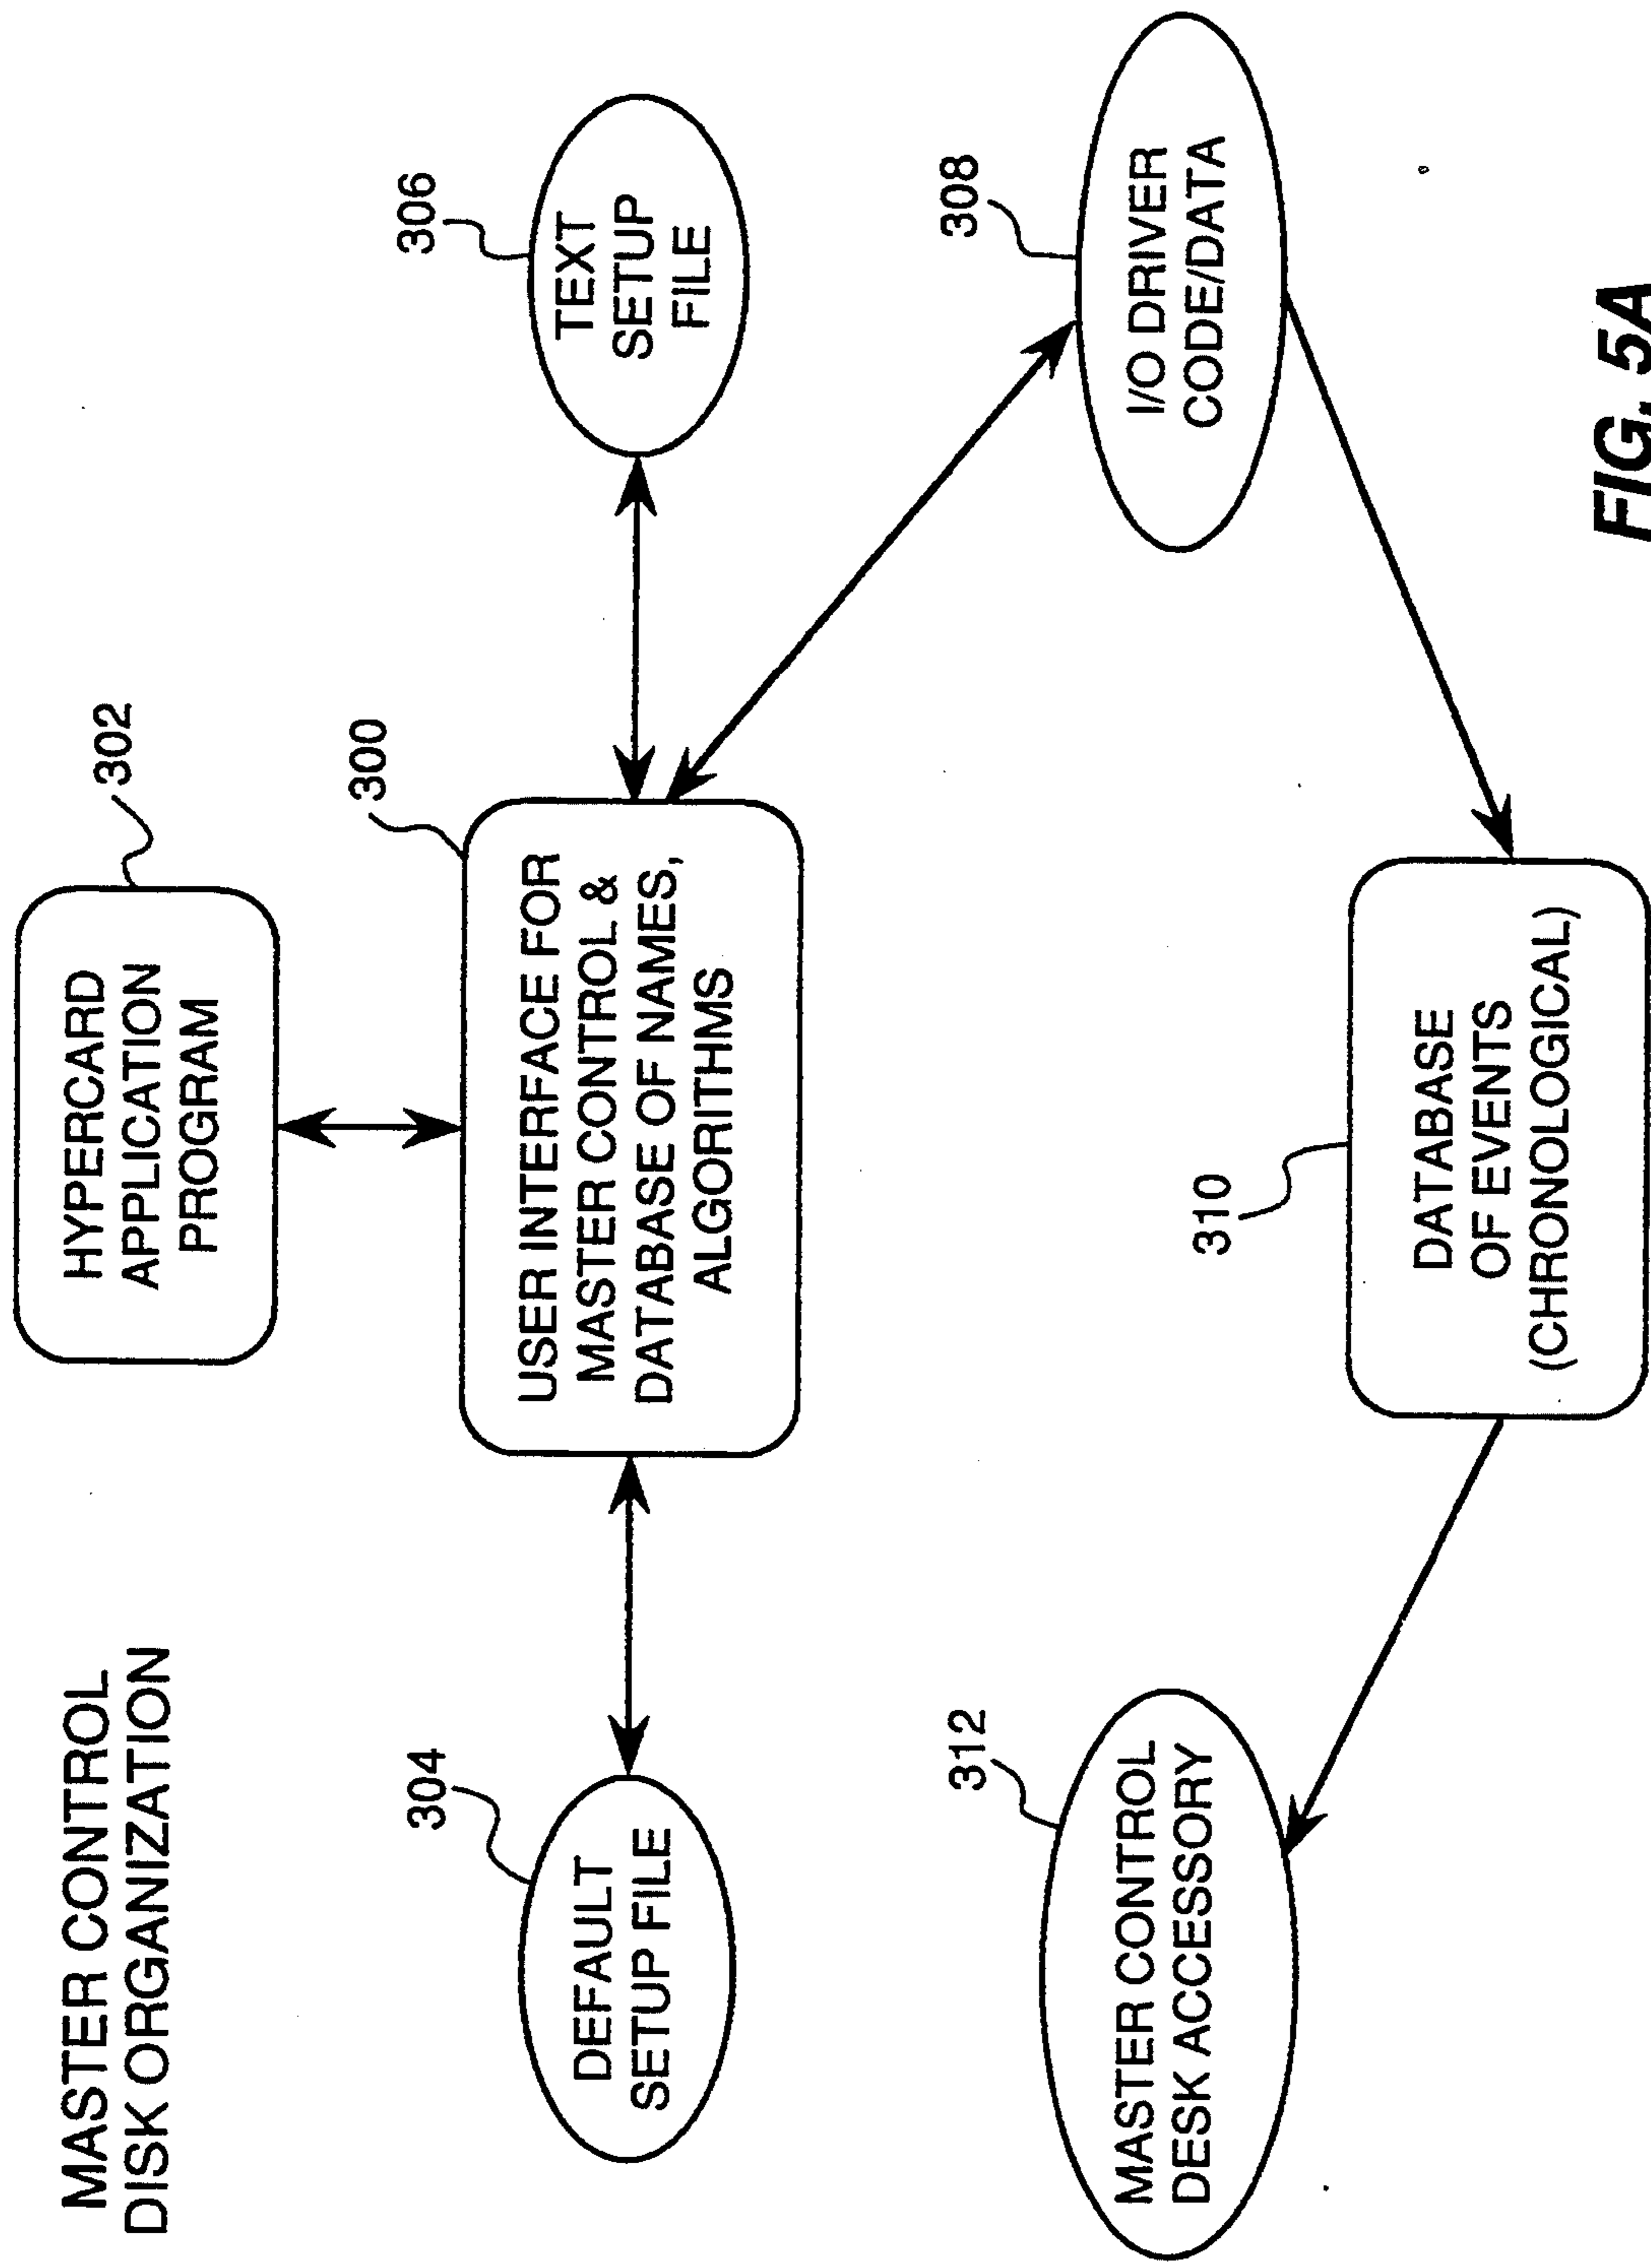 MASTER CONTROL
DISK ORGANIZATION
302
HYPERCARD
APPLICATION
PROGRAM
300
USER INTERFACE FOR
MASTER CONTROL &
DATABASE OF NAMES,
ALGORITHMS
304
DEFAULT
SETUP FILE
306
TEXT
SETUP
FILE
312
MASTER CONTROL
DESK ACCESSORY
308
I/O DRIVER
CODE/DATA
310
DATABASE
OF EVENTS
(CHRONOLOGICAL)
FIG. 5A